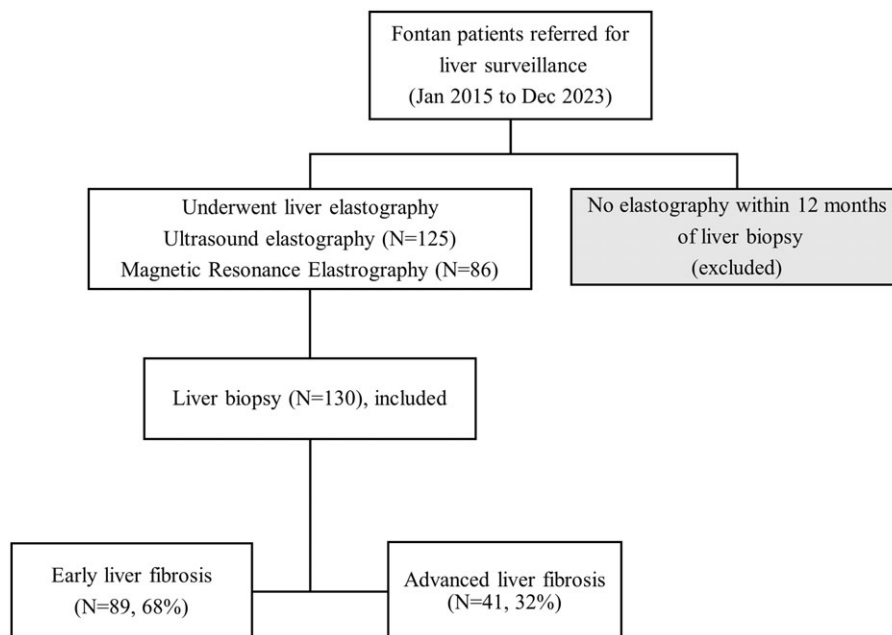 Fontan patients referred for
liver surveillance
(Jan 2015 to Dec 2023)
Underwent liver elastography
Ultrasound elastography (N=125)
Magnetic Resonance Elastrography (N=86)
No elastography within 12 months
of liver biopsy
(excluded)
Liver biopsy (N=130), included
Early liver fibrosis
(N=89, 68%)
Advanced liver fibrosis
(N=41, 32%)